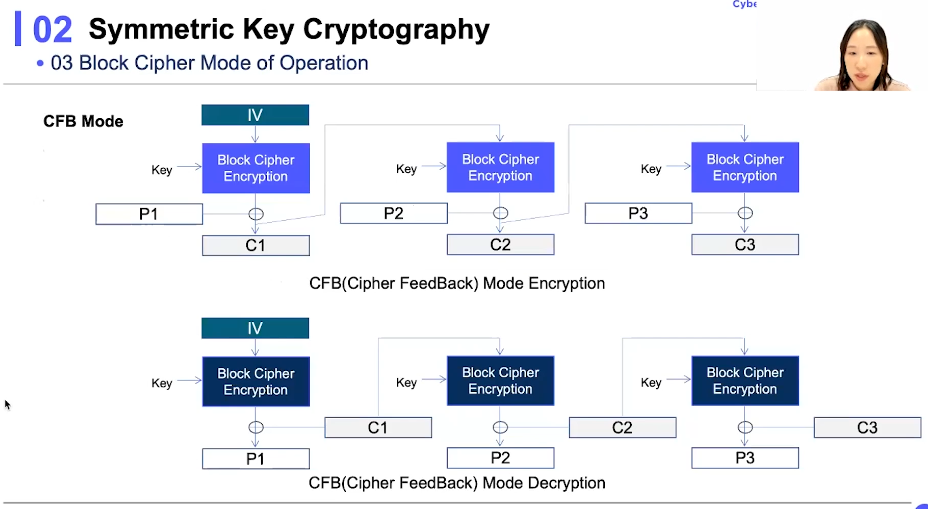 Cybe
02 Symmetric Key Cryptography
• 03 Block Cipher Mode of Operation
CFB Mode
IV
Key
Block Cipher
Encryption
Key
Block Cipher
Encryption
Key
Block Cipher
Encryption
P1
P2
P3
C1
C2
C3
CFB(Cipher FeedBack) Mode Encryption
IV
Key
Block Cipher
Encryption
Key
Block Cipher
Encryption
Key
Block Cipher
Encryption
C1
C2
C3
P1
P2
P3
CFB(Cipher FeedBack) Mode Decryption